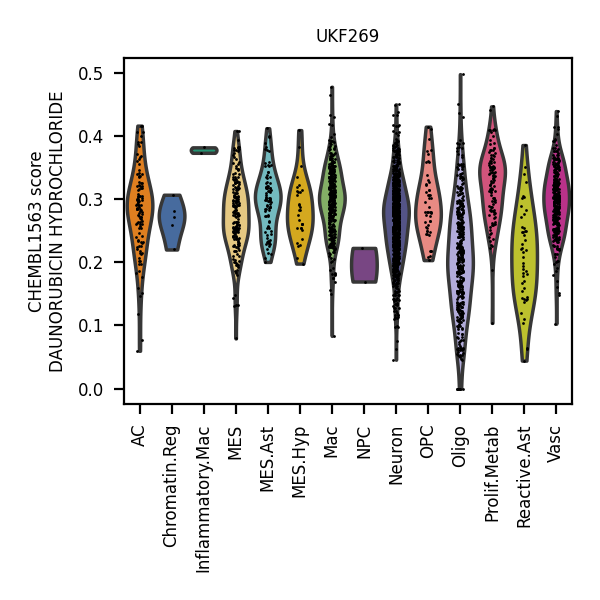 UKF269
CHEMBL1563 score
DAUNORUBICIN HYDROCHLORIDE
0.5
0.4
0.3
0.2
0.1
0.0
AC
Chromatin.Reg
Inflammatory.Mac
MES
MES.Ast
MES.Hyp
Mac
NPC
Neuron
OPC
Oligo
Prolif.Metab
Reactive.Ast
Vasc